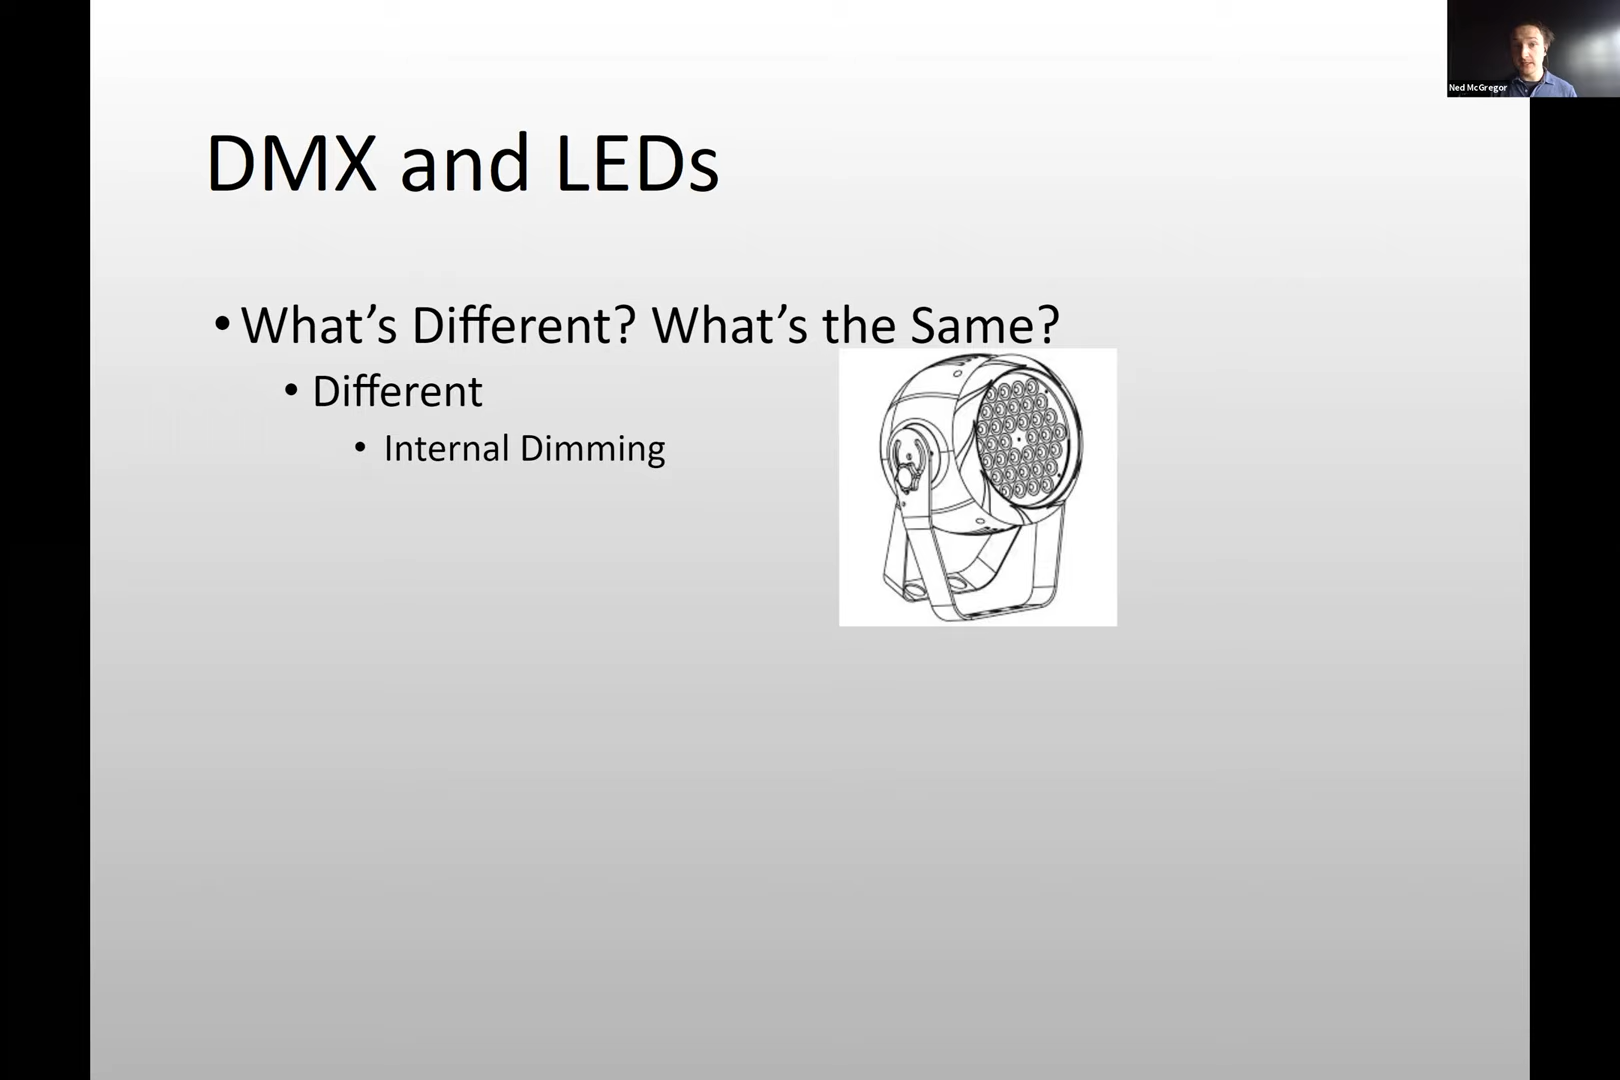 Ned McGregor
DMX and LEDs
•What’s Different? What’s the Same?
• Different
• Internal Dimming